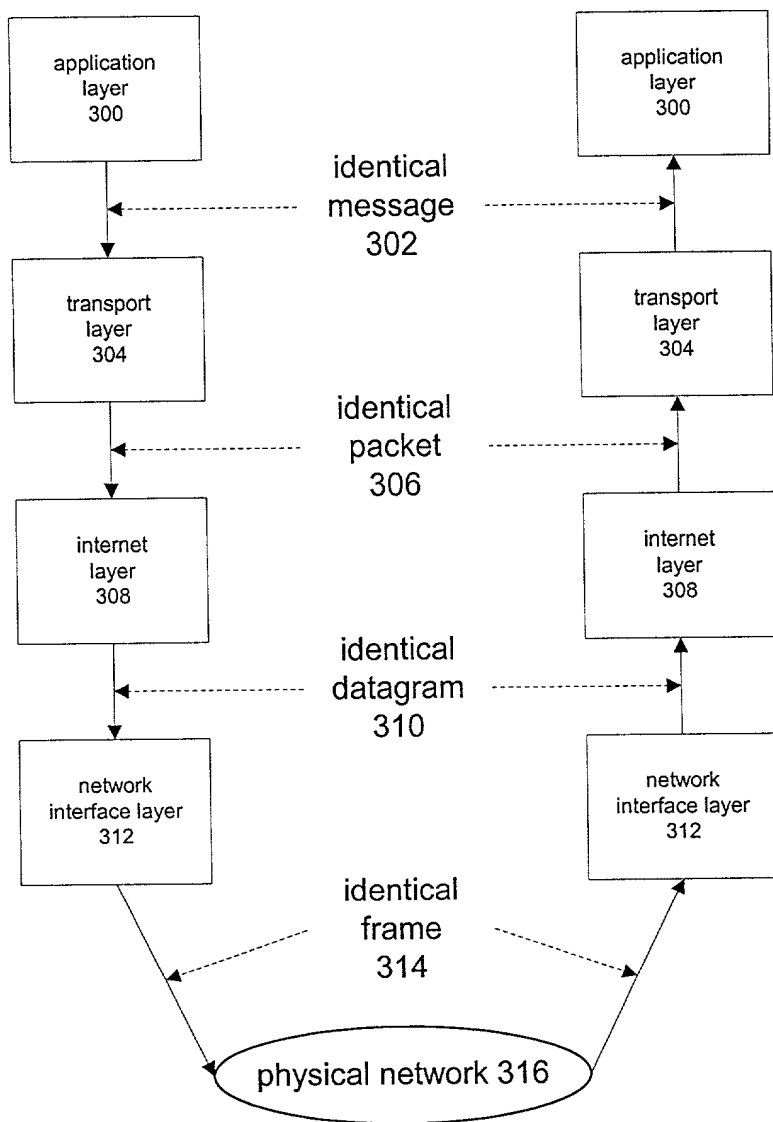 application
layer
300
application
layer
300
identical
message
302
transport
layer
304
transport
layer
304
identical
packet
306
internet
layer
308
internet
layer
308
identical
datagram
310
network
interface layer
312
network
interface layer
312
identical
frame
314
physical network 316